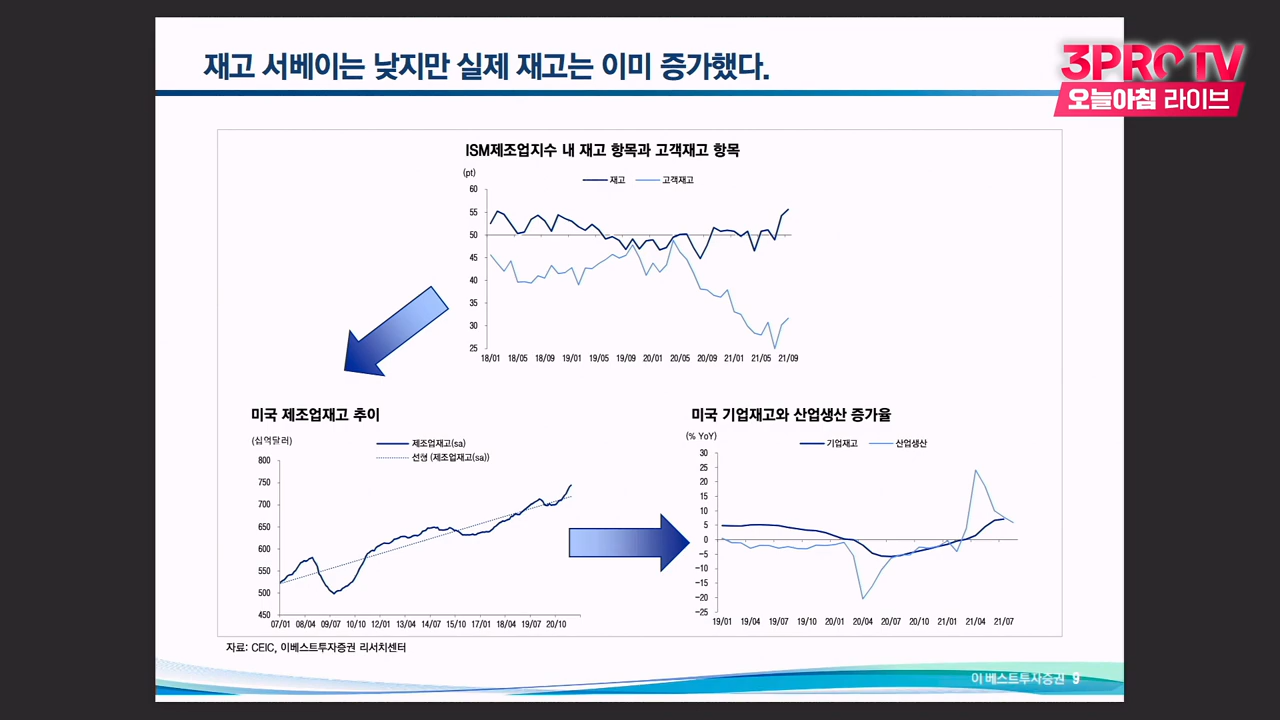 재고 서베이는 낮지만 실제 재고는 이미 증가했다.
3PRO TV
오늘아침 라이브
ISM제조업지수 내 재고 항목과 고객재고 항목
(pt)
재고 고객재고
60
55
50
45
40
35
30
25
18/01 18/05 18/09 19/01 19/05 19/09 20/01 20/05 20/09 21/01 21/05 21/09
미국 제조업재고 추이
(십억달러)
제조업재고(sa)
선형 (제조업재고(sa))
800
750
700
650
600
550
500
450
07/01 08/04 09/07 10/10 12/01 13/04 14/07 15/10 17/01 18/04 19/07 20/10
미국 기업재고와 산업생산 증가율
(% YoY)
기업재고 산업생산
30
25
20
15
10
5
0
-5
-10
-15
-20
-25
19/01 19/04 19/07 19/10 20/01 20/04 20/07 20/10 21/01 21/04 21/07
자료: CEIC, 이베스트투자증권 리서치센터
이베스트투자증권 9